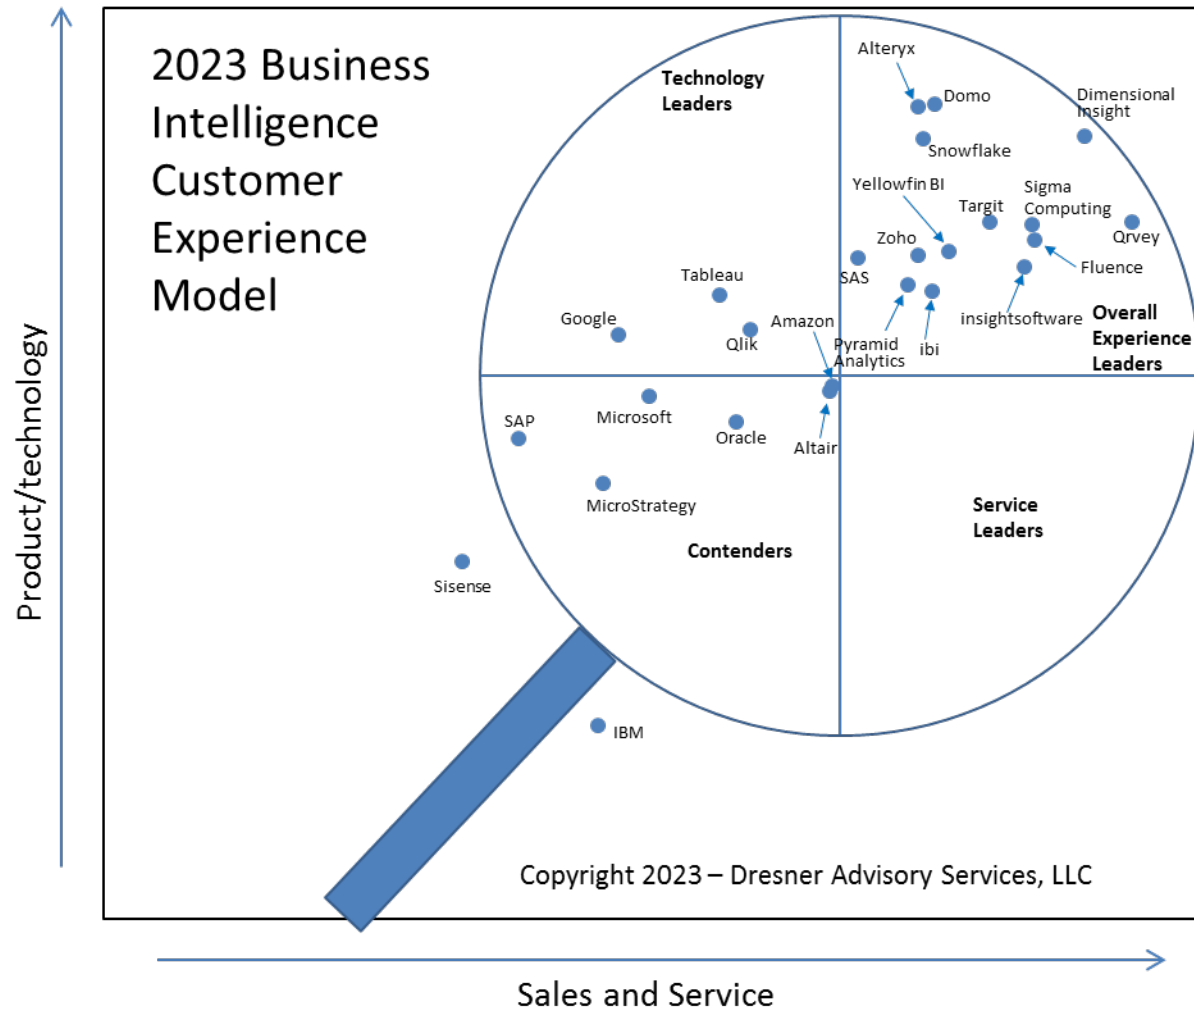 2023 Business
Intelligence
Customer
Experience
Model
Technology
Leaders
Alteryx
Domo
Dimensional
Insight
Snowflake
Yellowfin BI
Sigma
Computing
Targit
Qrvey
Zoho
SAS
Fluence
Tableau
Google
Amazon
insightsoftware
Overall
Experience
Leaders
Qlik
Pyramid
Analytics
ibi
SAP
Microsoft
Oracle
Altair
MicroStrategy
Service
Leaders
Contenders
Sisense
IBM
Copyright 2023 – Dresner Advisory Services, LLC
Product/technology
Sales and Service